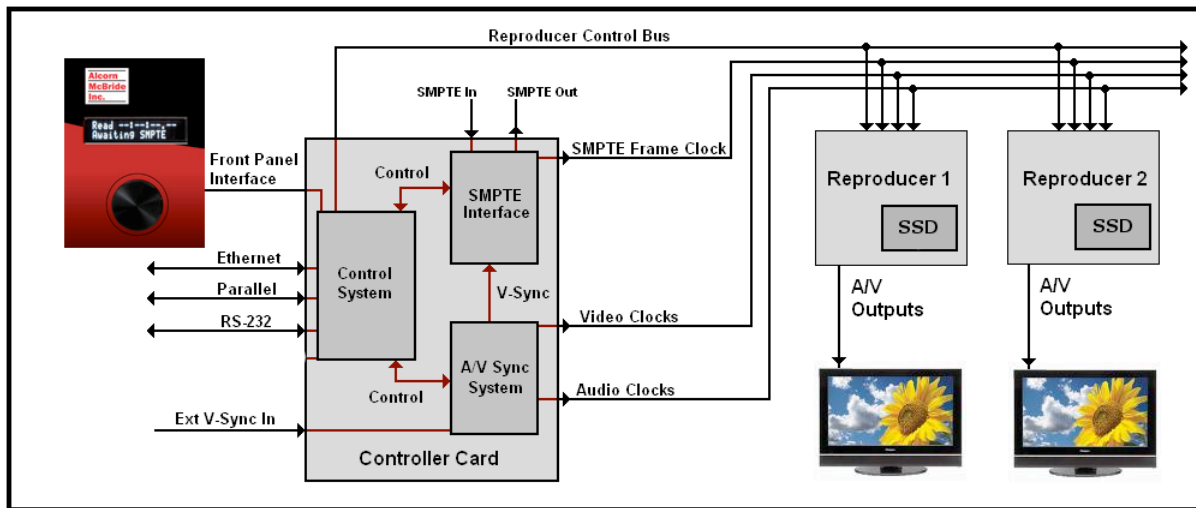 Reproducer Control Bus
Alcorn
McBride
Inc.
Read --:--:--.--
Awaiting SMPTE
SMPTE In
SMPTE Out
SMPTE Frame Clock
Front Panel
Interface
Control
SMPTE
Interface
Reproducer 1
SSD
Reproducer 2
SSD
Ethernet
Parallel
RS-232
Control
System
V-Sync
Video Clocks
A/V
Outputs
A/V
Outputs
A/V Sync
System
Control
Audio Clocks
Ext V-Sync In
Controller Card